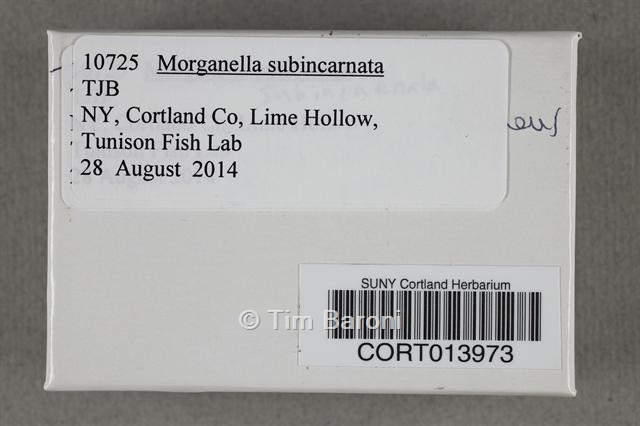 10725 Morganella subincarnata
TJB
NY, Cortland Co, Lime Hollow,
Tunison Fish Lab
28 August 2014
SUNY Cortland Herbarium
© Tim Baroni
CORT013973